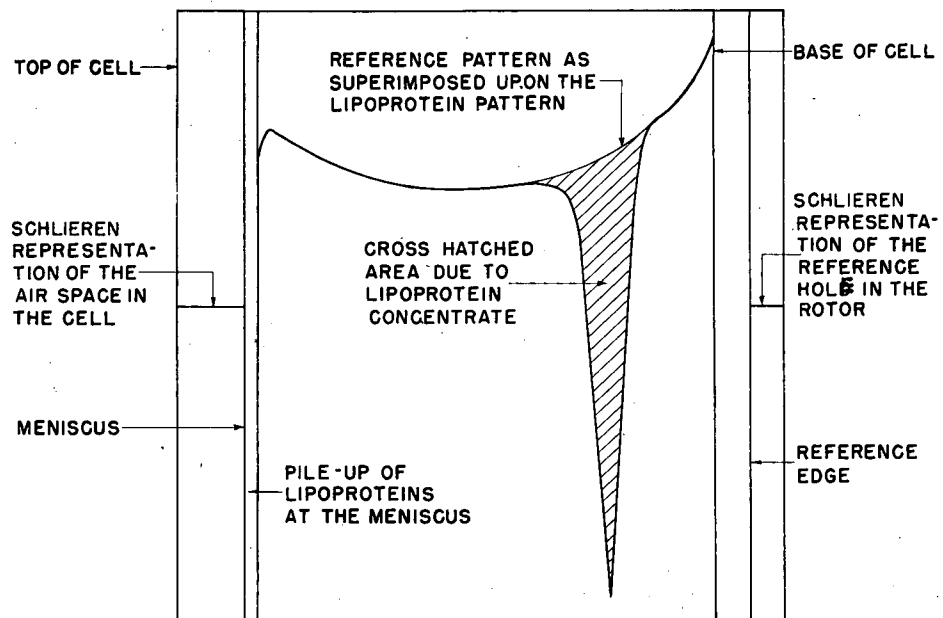 TOP OF CELL
REFERENCE PATTERN AS
SUPERIMPOSED UPON THE
LIPOPROTEIN PATTERN
BASE OF CELL
SCHLIEREN
REPRESENTA-
TION OF THE
AIR SPACE IN
THE CELL
CROSS HATCHED
AREA DUE TO
LIPOPROTEIN
CONCENTRATE
SCHLIEREN
REPRESENTA-
TION OF THE
REFERENCE
HOLE IN THE
ROTOR
MENISCUS
PILE-UP OF
LIPOPROTEINS
AT THE MENISCUS
REFERENCE
EDGE